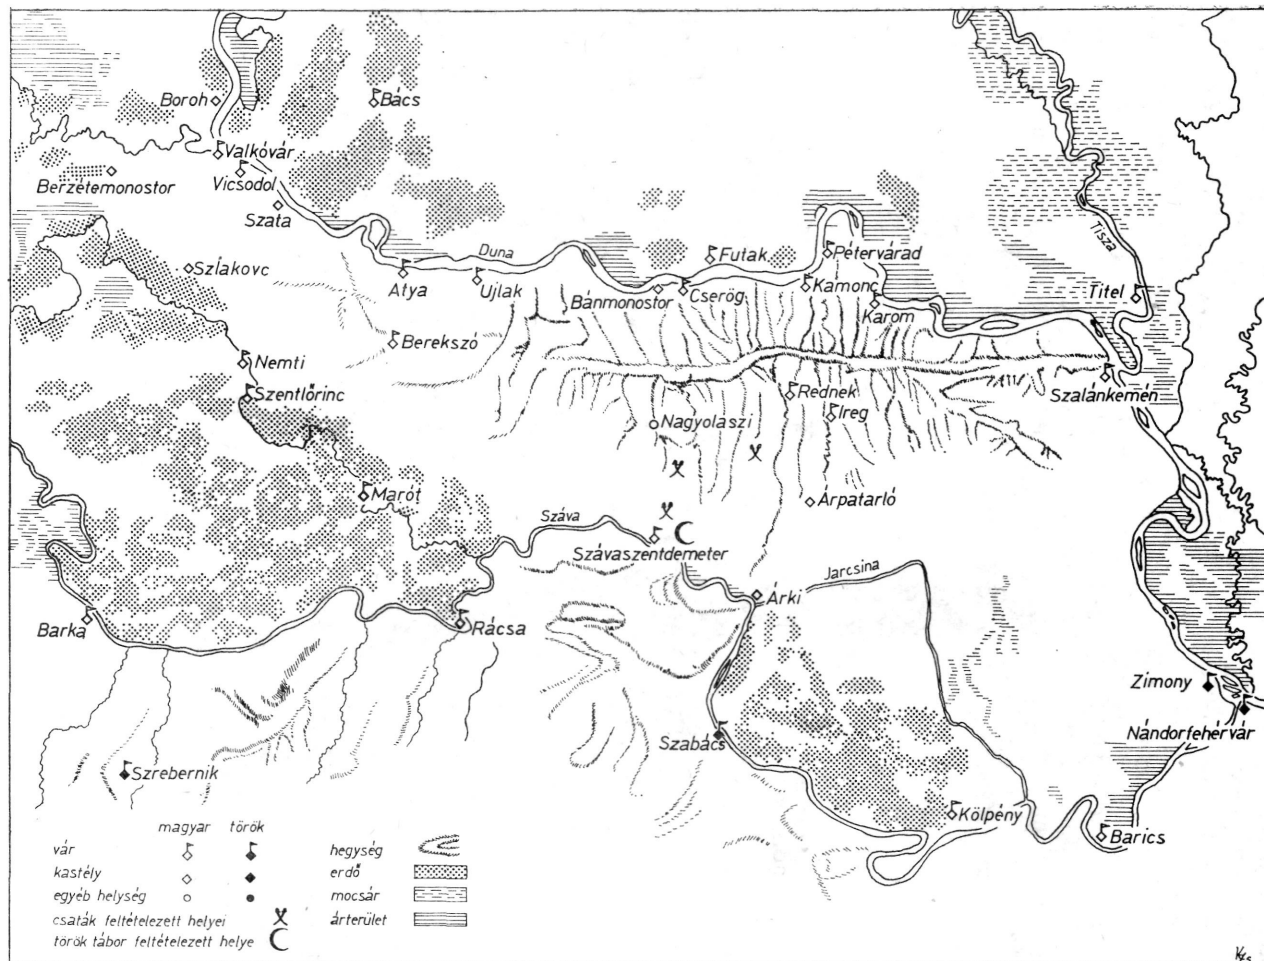 Boroh
Bács
Valkóvár
Berzétemonostor
Vicsodol
Szata
Szlakovc
Duna
Atya
Ujlak
Bánmonostor
Cserög
Futak
Kamonc
Pétervárad
Karom
Tisza
Titel
Berekszó
Nemti
Szentlőrinc
Rednek
Ireg
Szalánkemén
Nagyolaszi
Marót
Árpatarló
Száva
Szávaszentdemeter
Jarcsina
Árki
Barka
Rácsa
Zimony
Nándorfehérvár
Szabács
Szrebernik
Kölpény
Barics
magyar török
vár
kastély
egyéb helység
csaták feltételezett helyei
török tábor feltételezett helye
hegység
erdő
mocsár
árterület